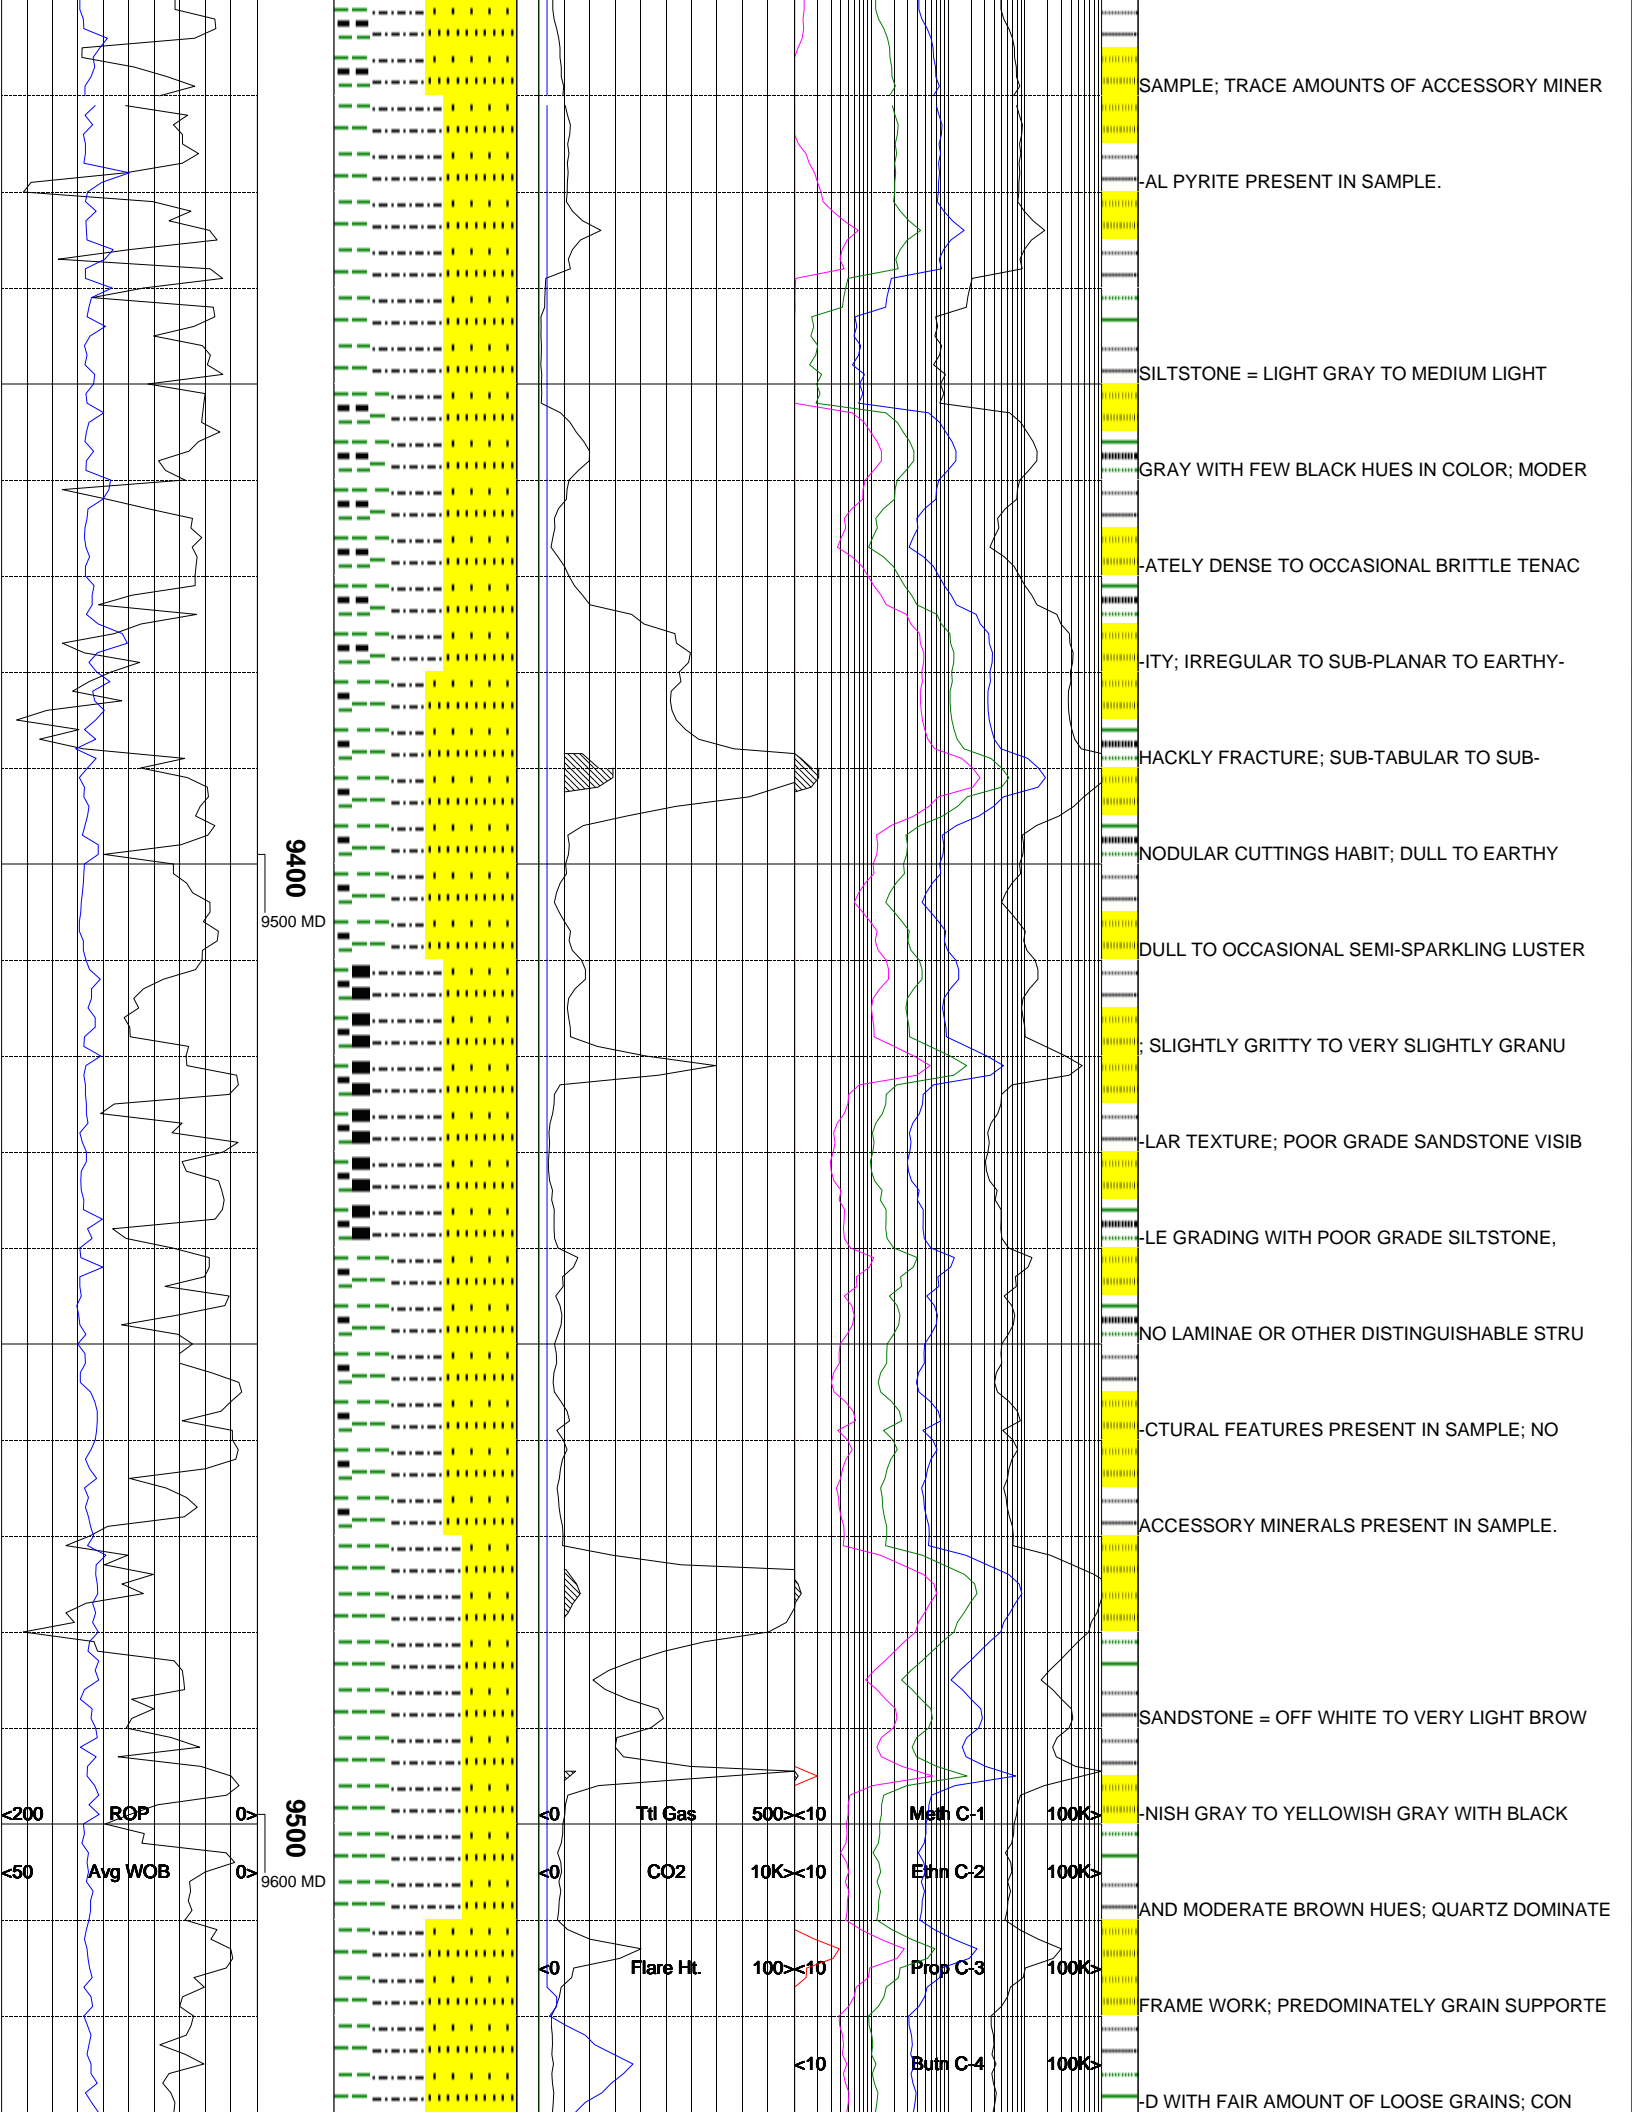 SAMPLE; TRACE AMOUNTS OF ACCESSORY MINER
-AL PYRITE PRESENT IN SAMPLE.
SILTSTONE = LIGHT GRAY TO MEDIUM LIGHT
GRAY WITH FEW BLACK HUES IN COLOR; MODER
-ATELY DENSE TO OCCASIONAL BRITTLE TENAC
-ITY; IRREGULAR TO SUB-PLANAR TO EARTHY-
HACKLY FRACTURE; SUB-TABULAR TO SUB-
9400
NODULAR CUTTINGS HABIT; DULL TO EARTHY
9500 MD
DULL TO OCCASIONAL SEMI-SPARKLING LUSTER
; SLIGHTLY GRITTY TO VERY SLIGHTLY GRANU
-LAR TEXTURE; POOR GRADE SANDSTONE VISIB
-LE GRADING WITH POOR GRADE SILTSTONE,
NO LAMINAE OR OTHER DISTINGUISHABLE STRU
-CTURAL FEATURES PRESENT IN SAMPLE; NO
ACCESSORY MINERALS PRESENT IN SAMPLE.
SANDSTONE = OFF WHITE TO VERY LIGHT BROW
<200 ROP 0> 9500 <0 Ttl Gas 500> <10 Meth C-1 100K> -NISH GRAY TO YELLOWISH GRAY WITH BLACK
<50 Avg WOB 0> 9600 MD <0 CO2 10K> <10 Ethn C-2 100K>
AND MODERATE BROWN HUES; QUARTZ DOMINATE
<0 Flare Ht. 100> <10 Prop C-3 100K>
FRAME WORK; PREDOMINATELY GRAIN SUPPORTE
<10 Butn C-4 100K>
-D WITH FAIR AMOUNT OF LOOSE GRAINS; CON